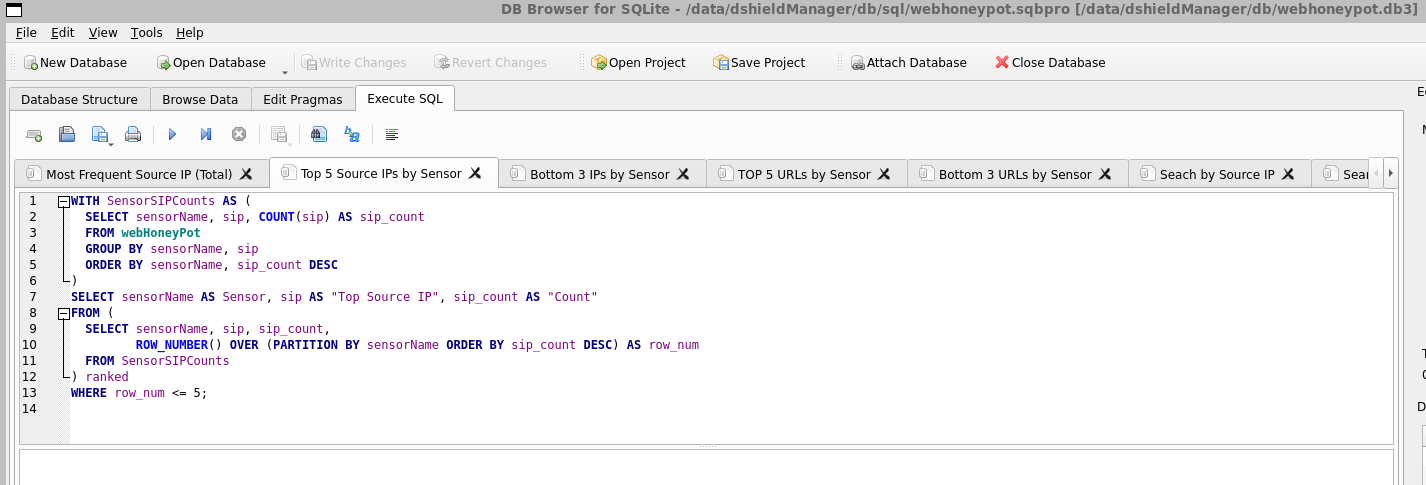 DB Browser for SQLite - /data/dshieldManager/db/sql/webhoneypot.sqbpro [/data/dshieldManager/db/webhoneypot.db3]
File Edit View Tools Help
New Database Open Database Write Changes Revert Changes Open Project Save Project Attach Database Close Database
Database Structure Browse Data Edit Pragmas Execute SQL
Most Frequent Source IP (Total) Top 5 Source IPs by Sensor Bottom 3 IPs by Sensor TOP 5 URLs by Sensor Bottom 3 URLs by Sensor Seach by Source IP
1 WITH SensorSIPCounts AS (
2 SELECT sensorName, sip, COUNT(sip) AS sip_count
3 FROM webHoneyPot
4 GROUP BY sensorName, sip
5 ORDER BY sensorName, sip_count DESC
6 )
7 SELECT sensorName AS Sensor, sip AS "Top Source IP", sip_count AS "Count"
8 FROM (
9 SELECT sensorName, sip, sip_count,
10 ROW_NUMBER() OVER (PARTITION BY sensorName ORDER BY sip_count DESC) AS row_num
11 FROM SensorSIPCounts
12 ) ranked
13 WHERE row_num <= 5;
14